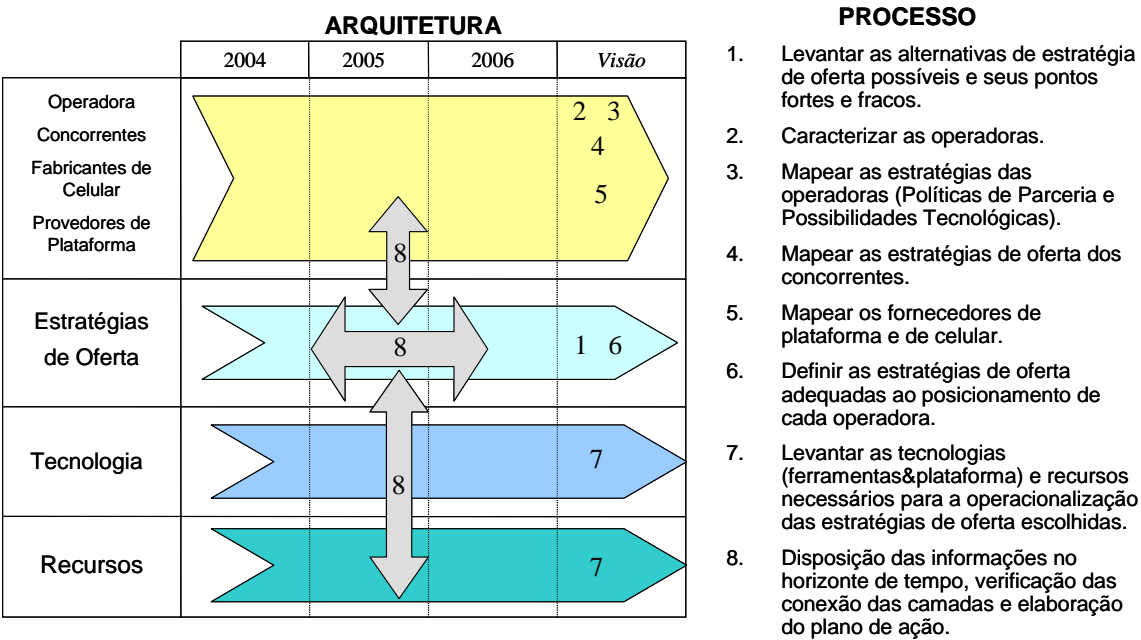 ARQUITETURA
2004 2005 2006 Visão
Operadora
Concorrentes
Fabricantes de
Celular
Provedores de
Plataforma
2 3
4
5
8
Estratégias
de Oferta
8
1 6
Tecnologia
7
8
Recursos
7
PROCESSO
1. Levantar as alternativas de estratégia
de oferta possíveis e seus pontos
fortes e fracos.
2. Caracterizar as operadoras.
3. Mapear as estratégias das
operadoras (Políticas de Parceria e
Possibilidades Tecnológicas).
4. Mapear as estratégias de oferta dos
concorrentes.
5. Mapear os fornecedores de
plataforma e de celular.
6. Definir as estratégias de oferta
adequadas ao posicionamento de
cada operadora.
7. Levantar as tecnologias
(ferramentas&plataforma) e recursos
necessários para a operacionalização
das estratégias de oferta escolhidas.
8. Disposição das informações no
horizonte de tempo, verificação das
conexão das camadas e elaboração
do plano de ação.